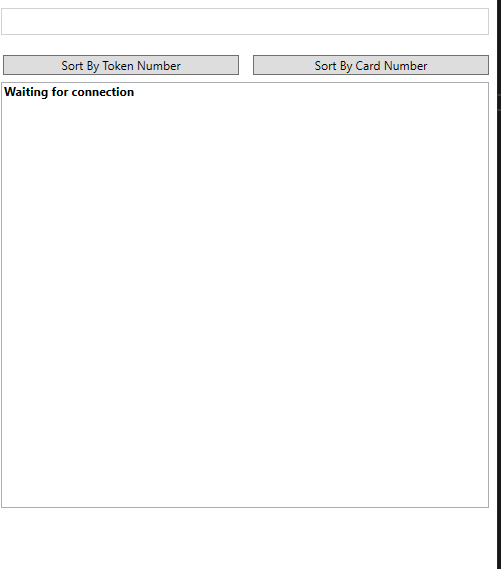 Sort By Token Number
Sort By Card Number
Waiting for connection